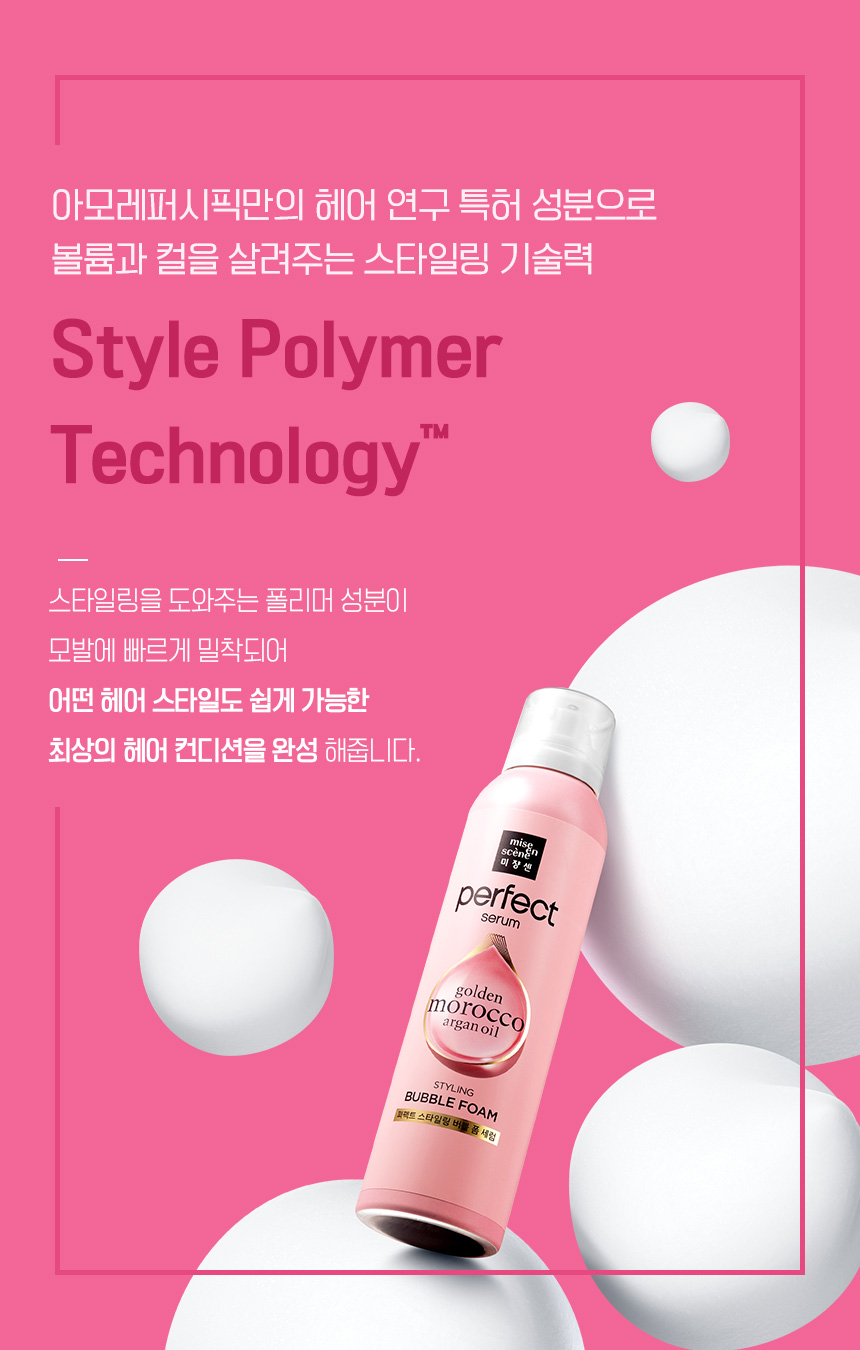 아모레퍼시픽만의 헤어 연구 특허 성분으로
볼륨과 컬을 살려주는 스타일링 기술력
Style Polymer
Technology™
스타일링을 도와주는 폴리머 성분이
모발에 빠르게 밀착되어
어떤 헤어 스타일도 쉽게 가능한
최상의 헤어 컨디션을 완성 해줍니다.
mise
en
scène
미쟝센
perfect
serum
golden
morocco
argan oil
STYLING
BUBBLE FOAM
퍼펙트 스타일링 버블 폼 세럼